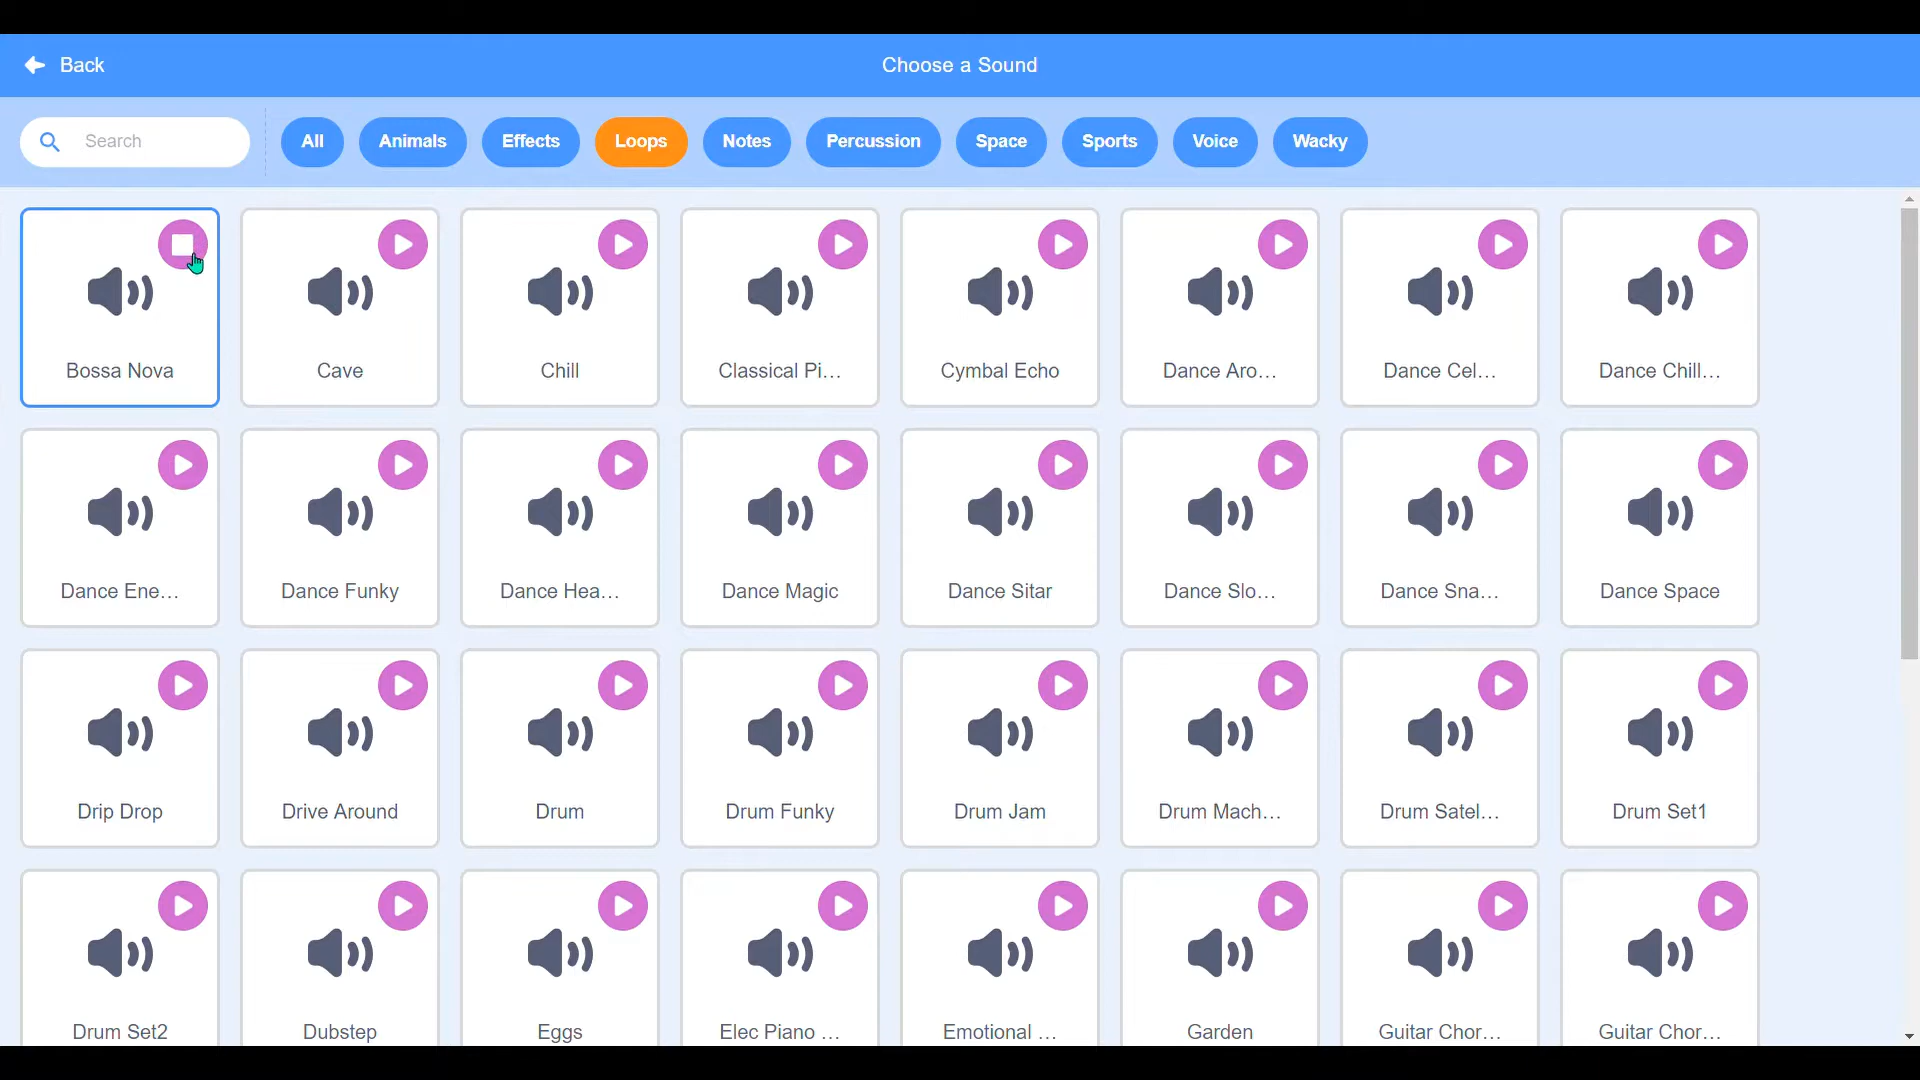 Back
Choose a Sound
Search
All
Animals
Effects
Loops
Notes
Percussion
Space
Sports
Voice
Wacky
Bossa Nova
Cave
Chill
Classical Pi...
Cymbal Echo
Dance Aro...
Dance Cel...
Dance Chill...
Dance Ene...
Dance Funky
Dance Hea...
Dance Magic
Dance Sitar
Dance Slo...
Dance Sna...
Dance Space
Drip Drop
Drive Around
Drum
Drum Funky
Drum Jam
Drum Mach...
Drum Satel...
Drum Set1
Drum Set2
Dubstep
Eggs
Elec Piano ...
Emotional ...
Garden
Guitar Chor...
Guitar Chor...